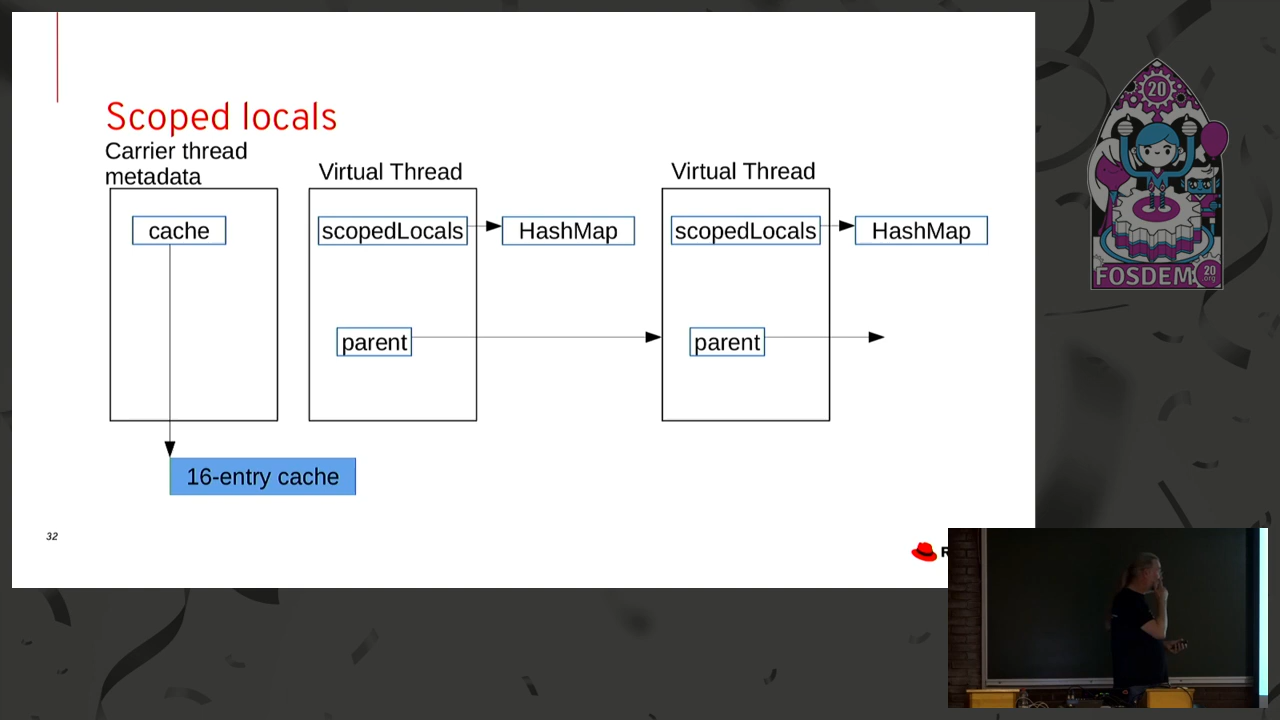 Scoped locals
Carrier thread
metadata
Virtual Thread
Virtual Thread
cache
scopedLocals
HashMap
scopedLocals
HashMap
parent
parent
16-entry cache
32
20
FOSDEM
20
.org